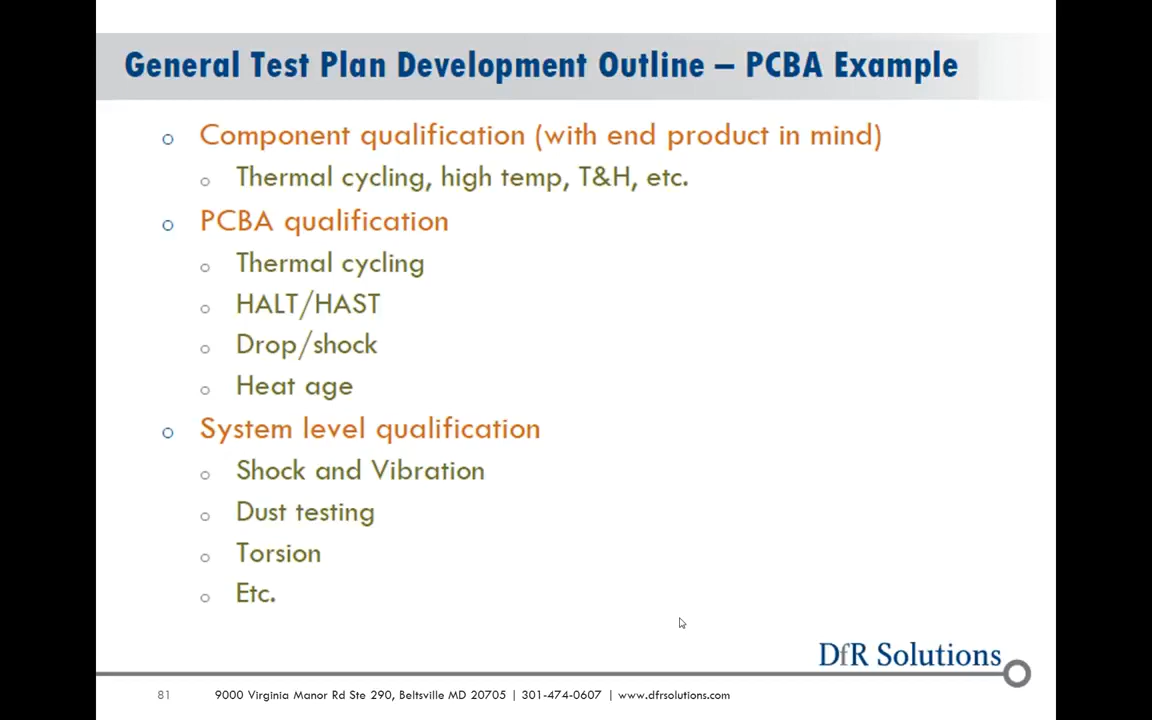 General Test Plan Development Outline – PCBA Example
Component qualification (with end product in mind)
Thermal cycling, high temp, T&H, etc.
PCBA qualification
Thermal cycling
HALT/HAST
Drop/shock
Heat age
System level qualification
Shock and Vibration
Dust testing
Torsion
Etc.
DfR Solutions
81 9000 Virginia Manor Rd Ste 290, Beltsville MD 20705 | 301-474-0607 | www.dfrsolutions.com